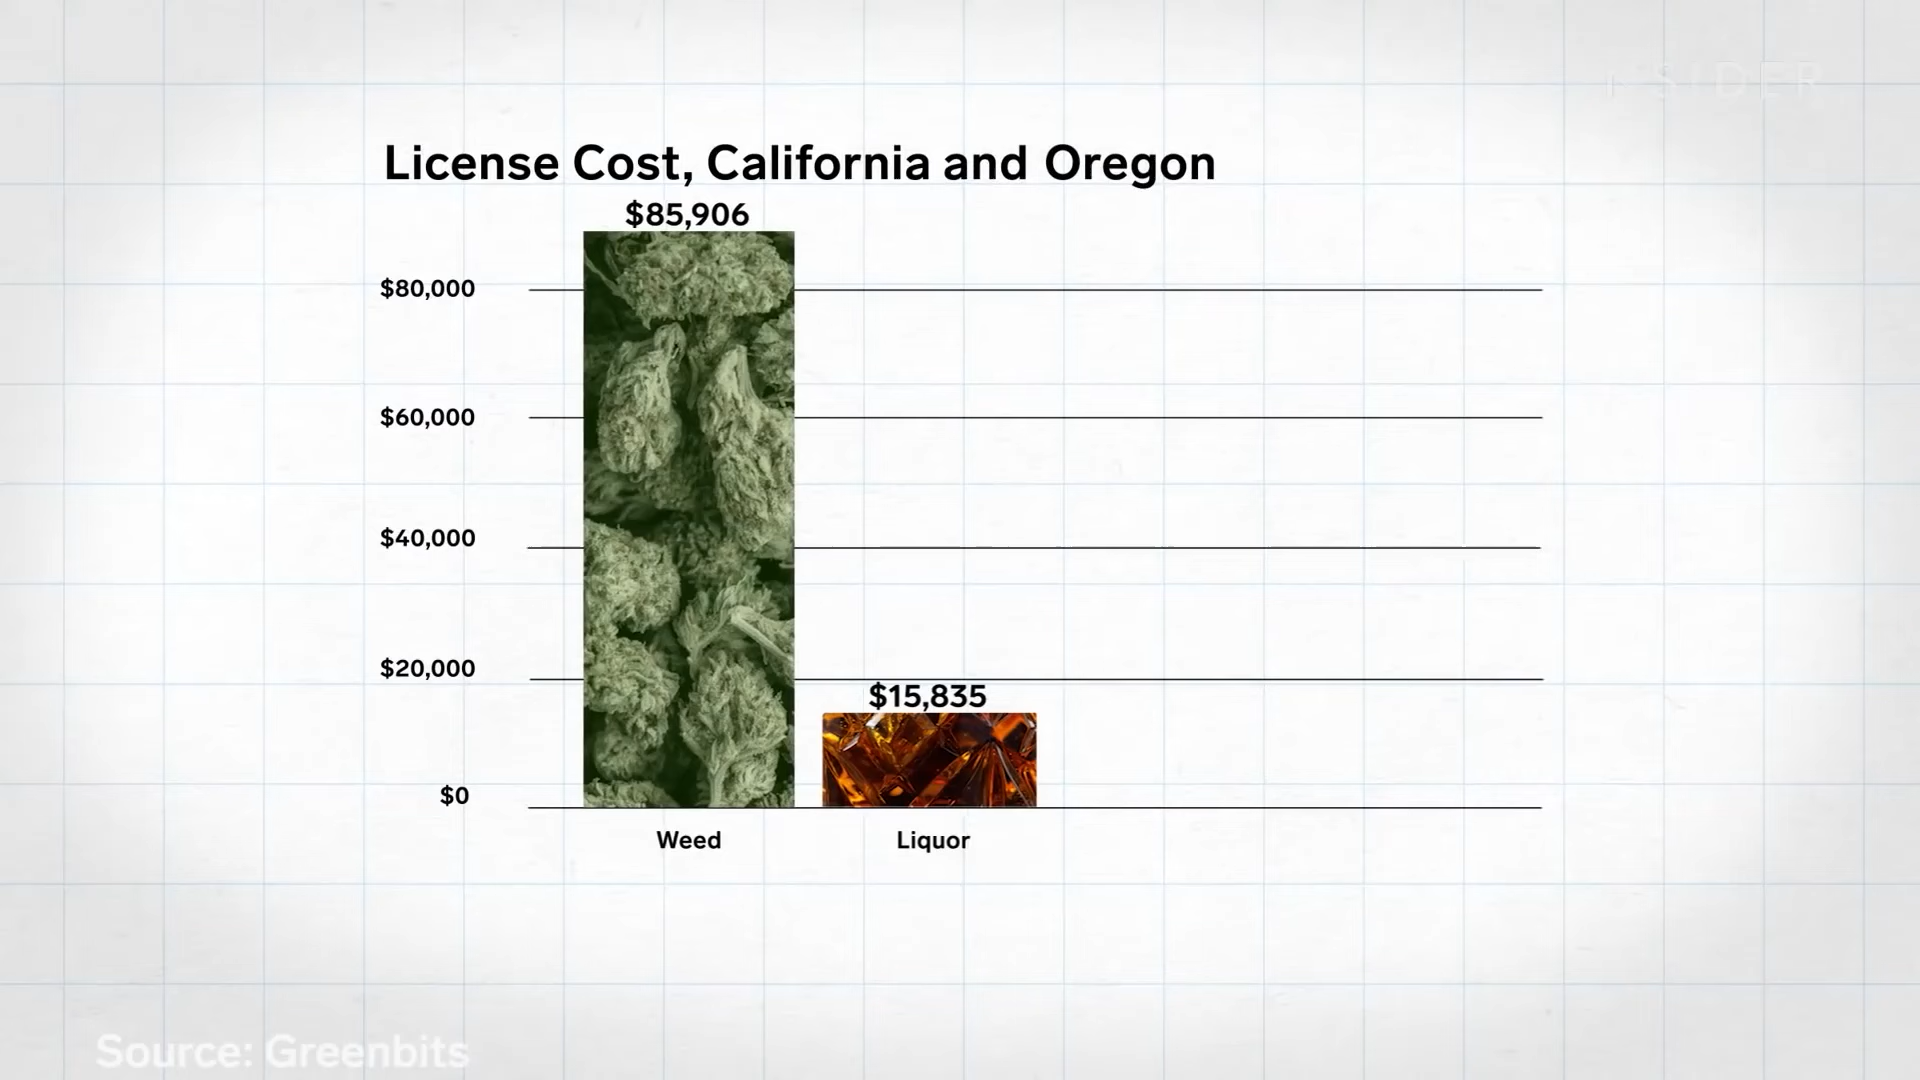 INSIDER
License Cost, California and Oregon
$85,906
$80,000
$60,000
$40,000
$20,000
$15,835
$0
Weed
Liquor
Source: Greenbits